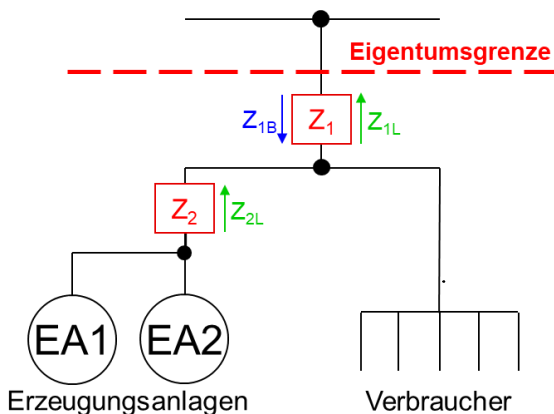 Eigentumsgrenze
Z1B Z1 Z1L
Z2 Z2L
EA1 EA2
Erzeugungsanlagen Verbraucher